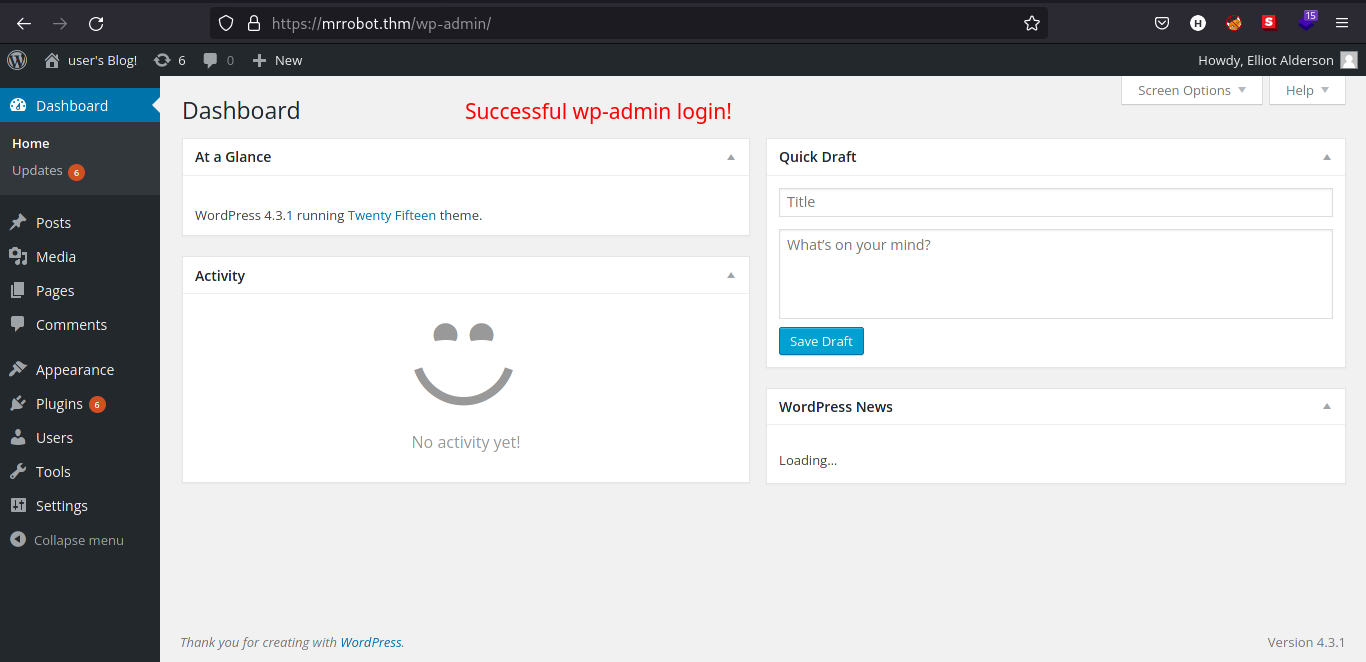 https://mrrobot.thm/wp-admin/
H
S
15
user's Blog!
6
0
New
Howdy, Elliot Alderson
Dashboard
Home
Updates 6
Posts
Media
Pages
Comments
Appearance
Plugins 6
Users
Tools
Settings
Collapse menu
Screen Options
Help
Dashboard
Successful wp-admin login!
At a Glance
WordPress 4.3.1 running Twenty Fifteen theme.
Activity
No activity yet!
Quick Draft
Title
What's on your mind?
Save Draft
WordPress News
Loading...
Thank you for creating with WordPress.
Version 4.3.1